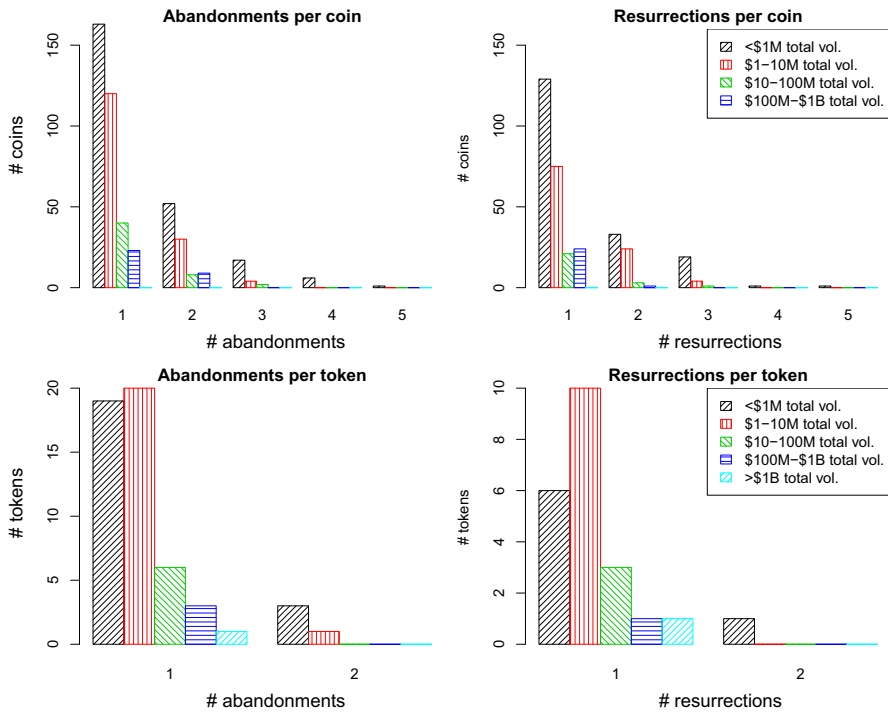 Abandonments per coin
# coins
150
100
50
0
1 2 3 4 5
# abandonments
Resurrections per coin
# coins
150
100
50
0
1 2 3 4 5
# resurrections
<$1M total vol.
$1−10M total vol.
$10−100M total vol.
$100M−$1B total vol.
Abandonments per token
# tokens
20
15
10
5
0
1 2
# abandonments
Resurrections per token
# tokens
10
8
6
4
2
0
1 2
# resurrections
<$1M total vol.
$1−10M total vol.
$10−100M total vol.
$100M−$1B total vol.
>$1B total vol.